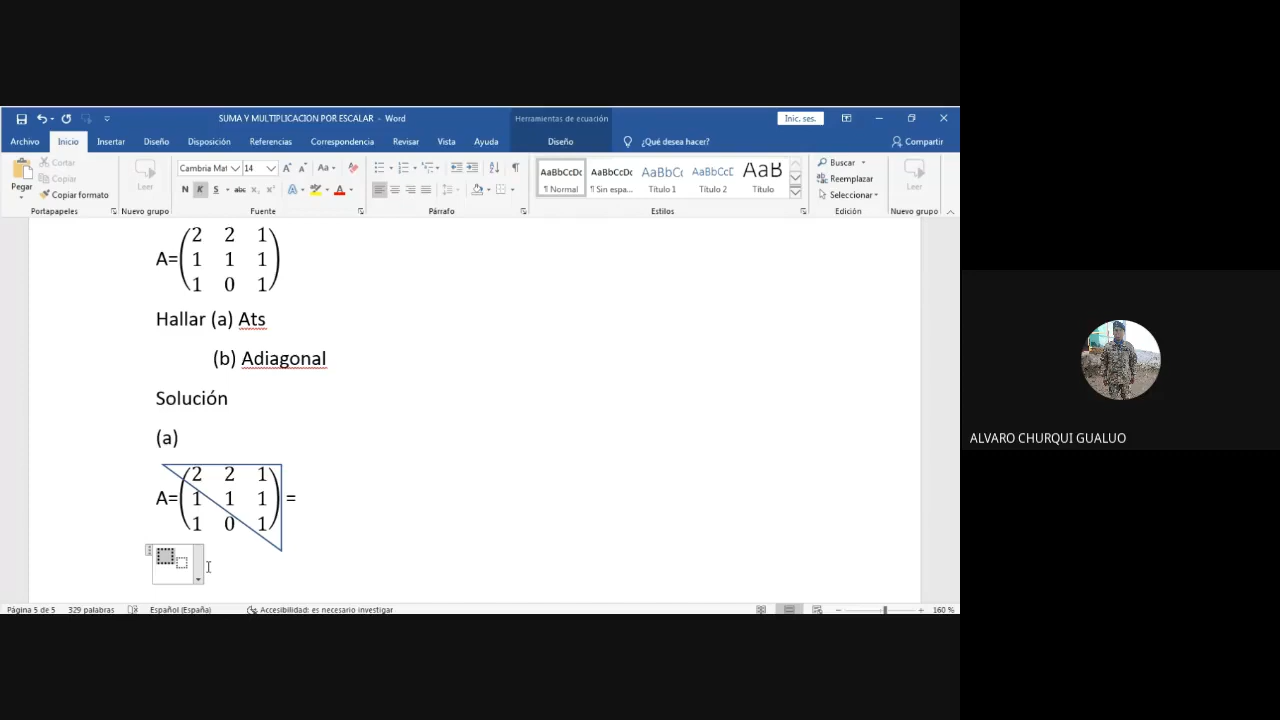 SUMA Y MULTIPLICACION POR ESCALAR - Word
Herramientas de ecuación
Inic. ses.
Archivo Inicio Insertar Diseño Disposición Referencias Correspondencia Revisar Vista Ayuda Diseño ¿Qué desea hacer? Compartir
Pegar
Cortar
Copiar
Copiar formato
Portapapeles
Leer
Nuevo grupo
Cambria Mat 14
N K S abc x₂ x²
Fuente
Párrafo
AaBbCcDc AaBbCcDc AaBbCc AaBbCcD AaB
¶ Normal ¶ Sin espa... Título 1 Título 2 Título
Estilos
Buscar
Reemplazar
Seleccionar
Edición
Leer
Nuevo grupo
2 2 1
A= 1 1 1
1 0 1
Hallar (a) Ats
(b) Adiagonal
Solución
(a)
2 2 1
A= 1 1 1 =
1 0 1
ALVARO CHURQUI GUALUO
Página 5 de 5 329 palabras Español (España) Accesibilidad: es necesario investigar 160 %